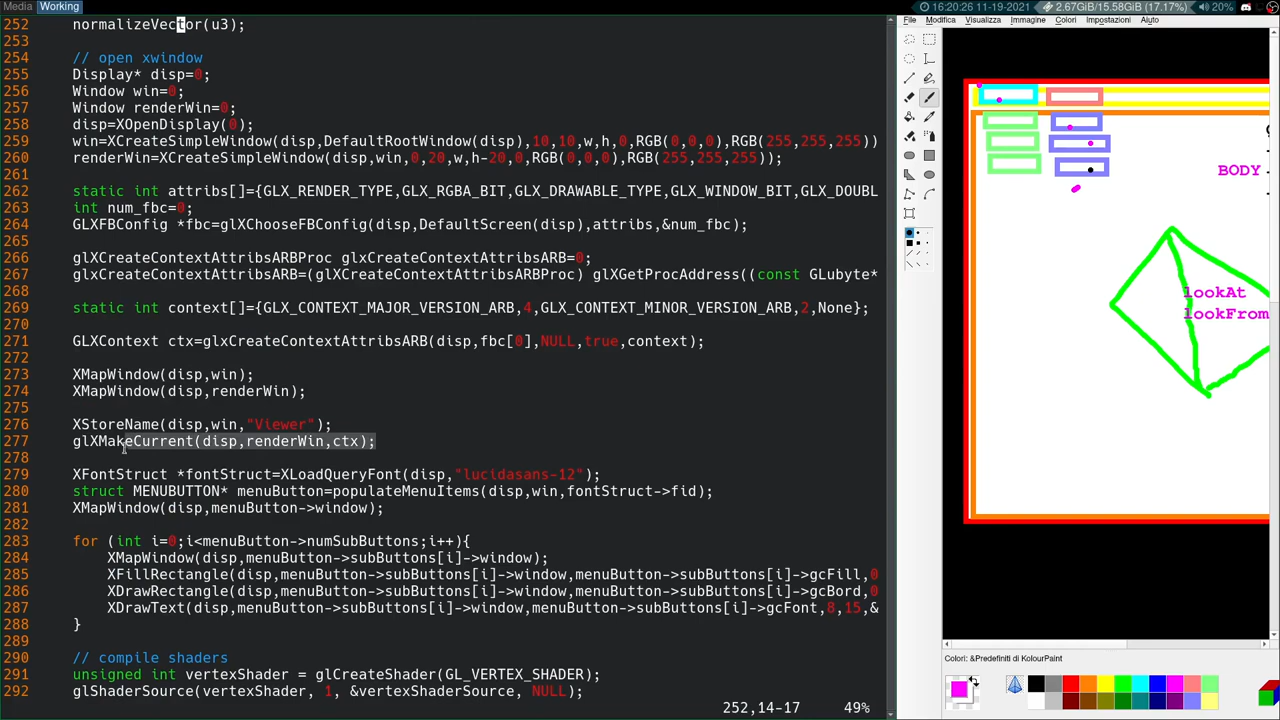 Media Working
16:20:26 11-19-2021 2.67GiB/15.58GiB (17.17%) 20%
252 normalizeVector(u3);
253
254 // open xwindow
255 Display* disp=0;
256 Window win=0;
257 Window renderWin=0;
258 disp=XOpenDisplay(0);
259 win=XCreateSimpleWindow(disp,DefaultRootWindow(disp),10,10,w,h,0,RGB(0,0,0),RGB(255,255,255))
260 renderWin=XCreateSimpleWindow(disp,win,0,20,w,h-20,0,RGB(0,0,0),RGB(255,255,255));
261
262 static int attribs[]={GLX_RENDER_TYPE,GLX_RGBA_BIT,GLX_DRAWABLE_TYPE,GLX_WINDOW_BIT,GLX_DOUBL
263 int num_fbc=0;
264 GLXFBConfig *fbc=glXChooseFBConfig(disp,DefaultScreen(disp),attribs,&num_fbc);
265
266 glxCreateContextAttribsARBProc glxCreateContextAttribsARB=0;
267 glxCreateContextAttribsARB=(glXCreateContextAttribsARBProc) glXGetProcAddress((const GLubyte*
268
269 static int context[]={GLX_CONTEXT_MAJOR_VERSION_ARB,4,GLX_CONTEXT_MINOR_VERSION_ARB,2,None};
270
271 GLXContext ctx=glxCreateContextAttribsARB(disp,fbc[0],NULL,true,context);
272
273 XMapWindow(disp,win);
274 XMapWindow(disp,renderWin);
275
276 XStoreName(disp,win,"Viewer");
277 glXMakeCurrent(disp,renderWin,ctx);
278
279 XFontStruct *fontStruct=XLoadQueryFont(disp,"lucidasans-12");
280 struct MENUBUTTON* menuButton=populateMenuItems(disp,win,fontStruct->fid);
281 XMapWindow(disp,menuButton->window);
282
283 for (int i=0;i<menuButton->numSubButtons;i++){
284 XMapWindow(disp,menuButton->subButtons[i]->window);
285 XFillRectangle(disp,menuButton->subButtons[i]->window,menuButton->subButtons[i]->gcFill,0
286 XDrawRectangle(disp,menuButton->subButtons[i]->window,menuButton->subButtons[i]->gcBord,0
287 XDrawText(disp,menuButton->subButtons[i]->window,menuButton->subButtons[i]->gcFont,8,15,&
288 }
289
290 // compile shaders
291 unsigned int vertexShader = glCreateShader(GL_VERTEX_SHADER);
292 glShaderSource(vertexShader, 1, &vertexShaderSource, NULL);
252,14-17 49%
File Modifica Visualizza Immagine Colori Impostazioni Aiuto
BODY
lookAt
lookFrom
Colori: &Predefiniti di KolourPaint